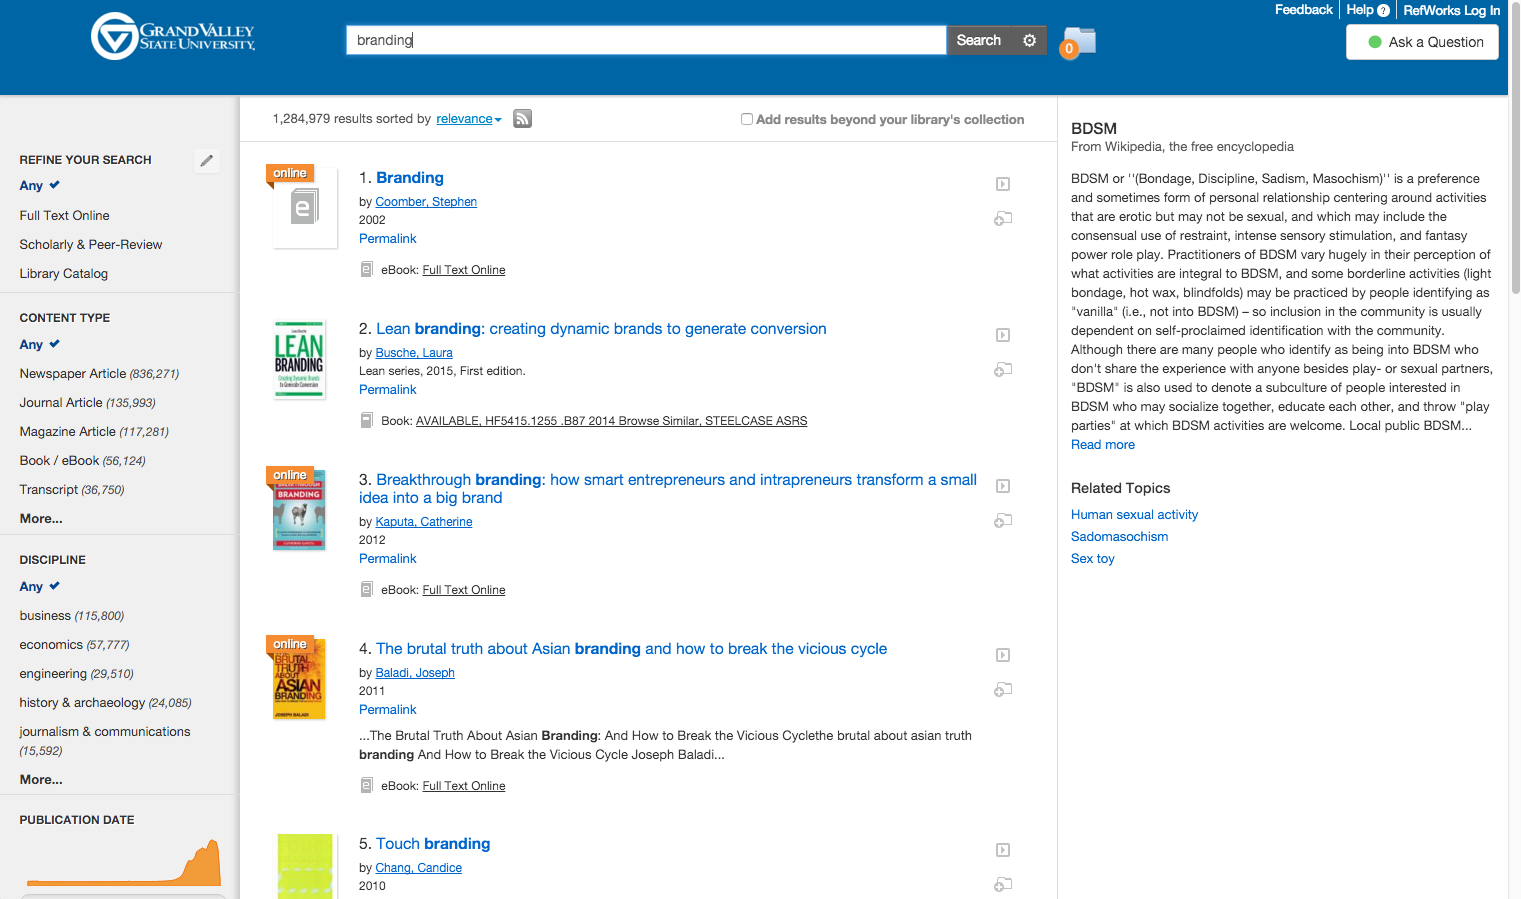 GRAND VALLEY
STATE UNIVERSITY
branding
Search
0
Feedback
Help ?
RefWorks Log In
Ask a Question
REFINE YOUR SEARCH
Any
Full Text Online
Scholarly & Peer-Review
Library Catalog
CONTENT TYPE
Any
Newspaper Article (836,271)
Journal Article (135,993)
Magazine Article (117,281)
Book / eBook (56,124)
Transcript (36,750)
More...
DISCIPLINE
Any
business (115,800)
economics (57,777)
engineering (29,510)
history & archaeology (24,085)
journalism & communications
(15,592)
More...
PUBLICATION DATE
1,284,979 results sorted by relevance
Add results beyond your library's collection
online
e
1. Branding
by Coomber, Stephen
2002
Permalink
eBook: Full Text Online
LEAN
BRANDING
Creating Dynamic Brands
To Generate Conversion
2. Lean branding: creating dynamic brands to generate conversion
by Busche, Laura
Lean series, 2015, First edition.
Permalink
Book: AVAILABLE, HF5415.1255 .B87 2014 Browse Similar, STEELCASE ASRS
online
BREAKTHROUGH
BRANDING
3. Breakthrough branding: how smart entrepreneurs and intrapreneurs transform a small
idea into a big brand
by Kaputa, Catherine
2012
Permalink
eBook: Full Text Online
online
BRUTAL
TRUTH
ABOUT
ASIAN
BRANDING
JOSEPH BALADI
4. The brutal truth about Asian branding and how to break the vicious cycle
by Baladi, Joseph
2011
Permalink
...The Brutal Truth About Asian Branding: And How to Break the Vicious Cyclethe brutal about asian truth
branding And How to Break the Vicious Cycle Joseph Baladi...
eBook: Full Text Online
5. Touch branding
by Chang, Candice
2010
BDSM
From Wikipedia, the free encyclopedia
BDSM or ''(Bondage, Discipline, Sadism, Masochism)'' is a preference
and sometimes form of personal relationship centering around activities
that are erotic but may not be sexual, and which may include the
consensual use of restraint, intense sensory stimulation, and fantasy
power role play. Practitioners of BDSM vary hugely in their perception of
what activities are integral to BDSM, and some borderline activities (light
bondage, hot wax, blindfolds) may be practiced by people identifying as
"vanilla" (i.e., not into BDSM) – so inclusion in the community is usually
dependent on self-proclaimed identification with the community.
Although there are many people who identify as being into BDSM who
don't share the experience with anyone besides play- or sexual partners,
"BDSM" is also used to denote a subculture of people interested in
BDSM who may socialize together, educate each other, and throw "play
parties" at which BDSM activities are welcome. Local public BDSM...
Read more
Related Topics
Human sexual activity
Sadomasochism
Sex toy